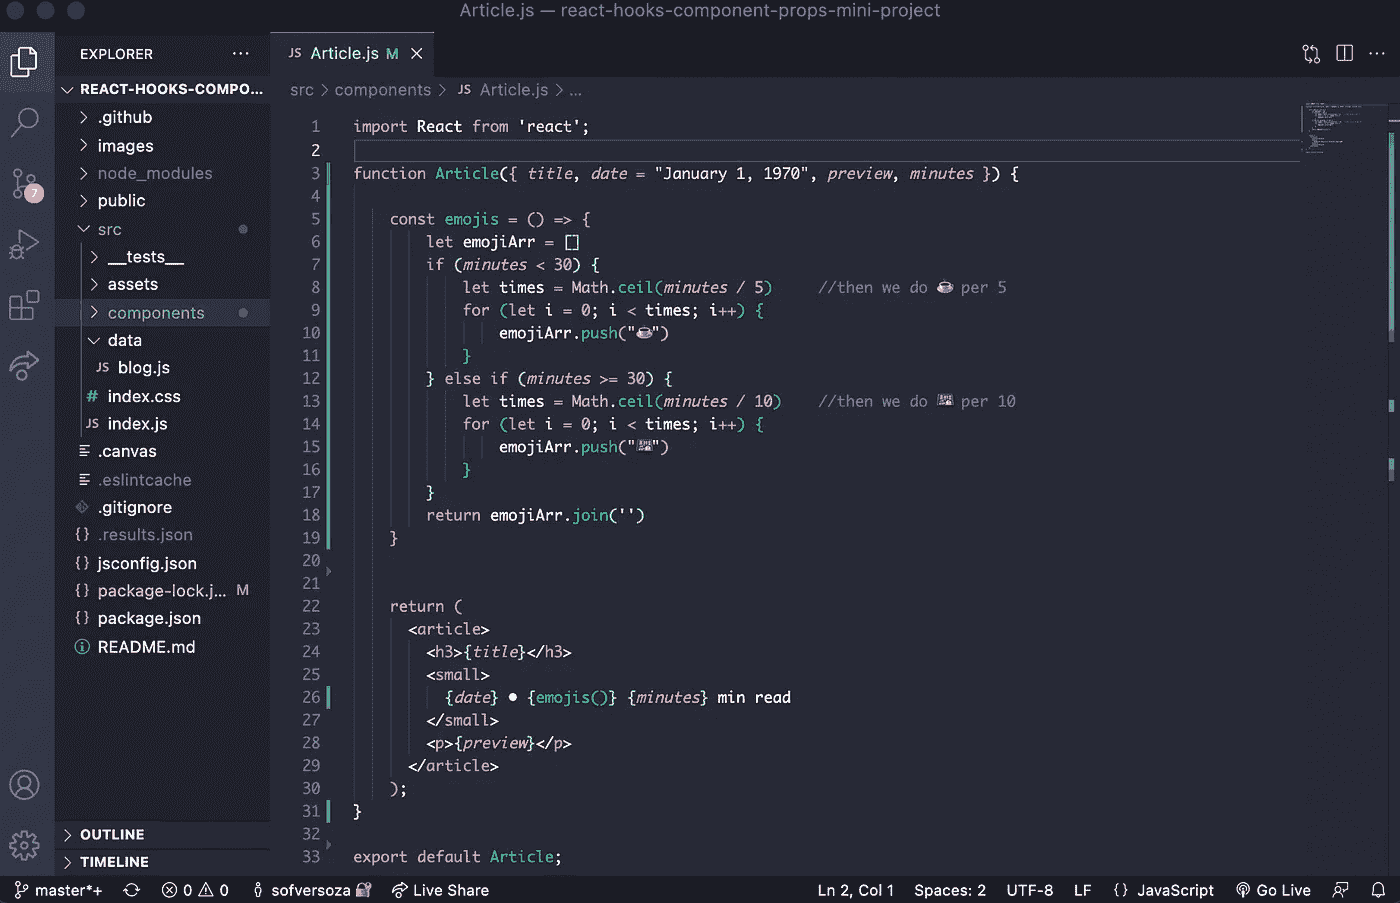 Article.js — react-hooks-component-props-mini-project
EXPLORER ...
REACT-HOOKS-COMPO...
.github
images
node_modules
public
src
__tests__
assets
components
data
JS blog.js
# index.css
JS index.js
.canvas
.eslintcache
.gitignore
{} .results.json
{} jsconfig.json
{} package-lock.j... M
{} package.json
README.md
OUTLINE
TIMELINE
7
JS Article.js M
src > components > JS Article.js > ...
1 import React from 'react';
2
3 function Article({ title, date = "January 1, 1970", preview, minutes }) {
4
5 const emojis = () => {
6 let emojiArr = []
7 if (minutes < 30) {
8 let times = Math.ceil(minutes / 5) //then we do ☕ per 5
9 for (let i = 0; i < times; i++) {
10 emojiArr.push("☕")
11 }
12 } else if (minutes >= 30) {
13 let times = Math.ceil(minutes / 10) //then we do 🍱 per 10
14 for (let i = 0; i < times; i++) {
15 emojiArr.push("🍱")
16 }
17 }
18 return emojiArr.join('')
19 }
20
21
22 return (
23 <article>
24 <h3>{title}</h3>
25 <small>
26 {date} • {emojis()} {minutes} min read
27 </small>
28 <p>{preview}</p>
29 </article>
30 );
31 }
32
33 export default Article;
master*+ 0 0 sofversoza Live Share Ln 2, Col 1 Spaces: 2 UTF-8 LF {} JavaScript Go Live